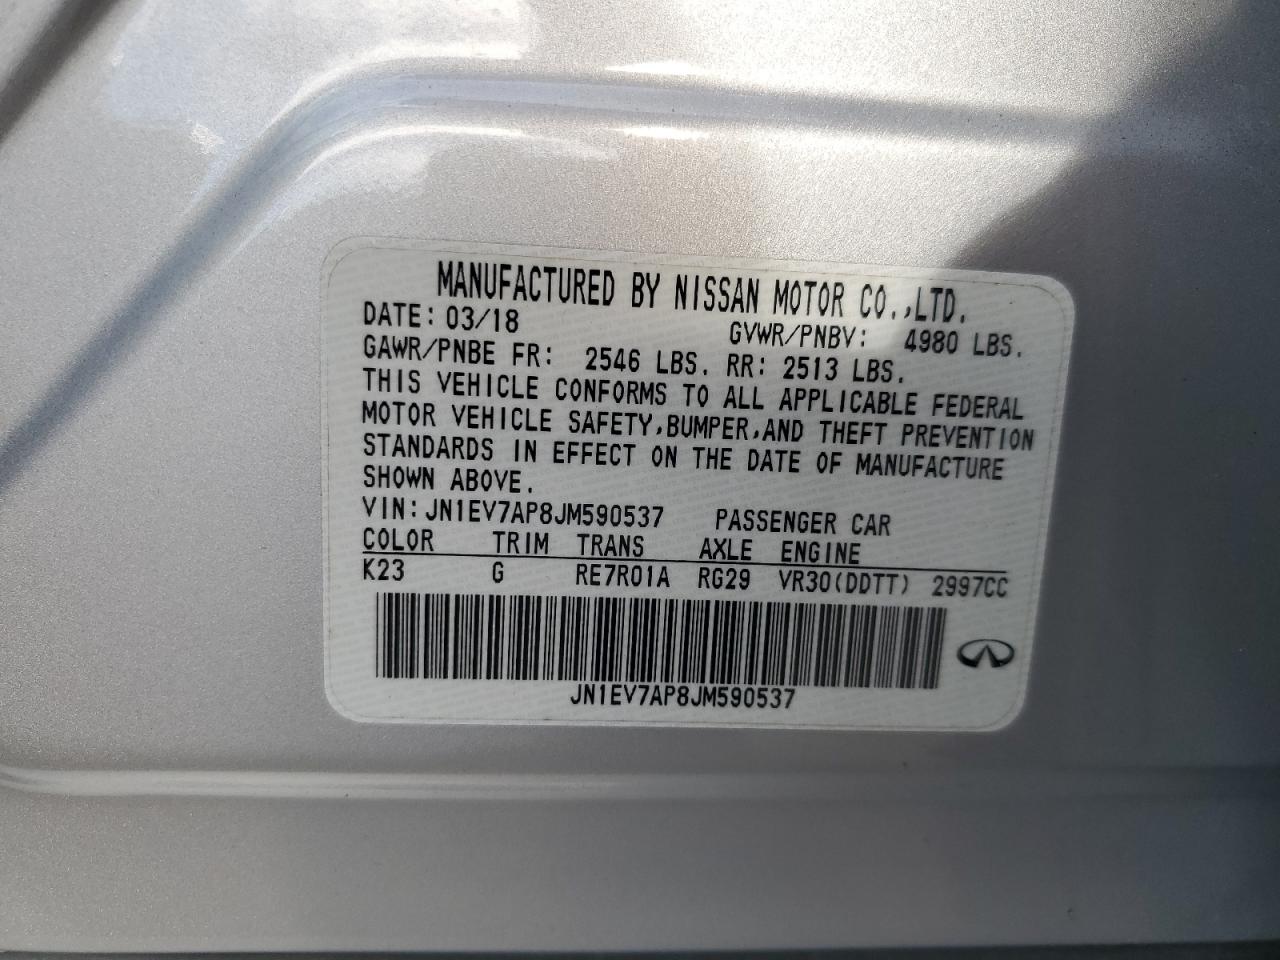 MANUFACTURED BY NISSAN MOTOR CO.,LTD.
DATE: 03/18 GVWR/PNBV: 4980 LBS.
GAWR/PNBE FR: 2546 LBS. RR: 2513 LBS.
THIS VEHICLE CONFORMS TO ALL APPLICABLE FEDERAL
MOTOR VEHICLE SAFETY,BUMPER,AND THEFT PREVENTION
STANDARDS IN EFFECT ON THE DATE OF MANUFACTURE
SHOWN ABOVE.
VIN: JN1EV7AP8JM590537 PASSENGER CAR
COLOR TRIM TRANS AXLE ENGINE
K23 G RE7R01A RG29 VR30(DDTT) 2997CC
JN1EV7AP8JM590537